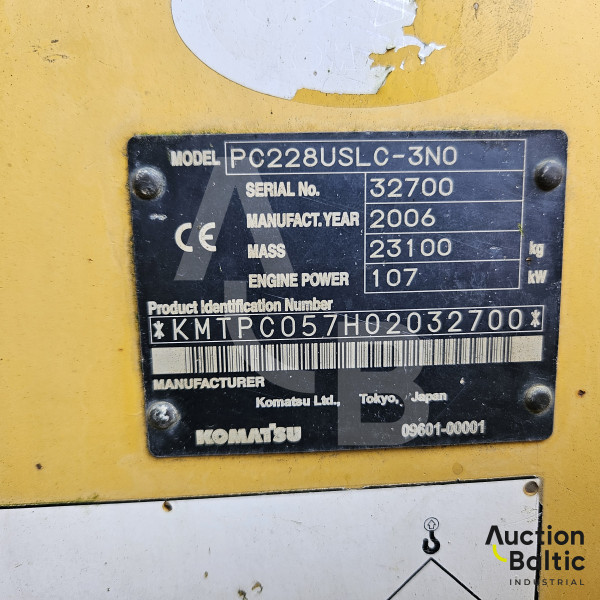 MODEL PC228USLC-3N0
SERIAL No. 32700
MANUFACT.YEAR 2006
CE
MASS 23100 kg
ENGINE POWER 107 kW
Product Identification Number
*KMTPC057H02032700*
MANUFACTURER
Komatsu Ltd., Tokyo, Japan
KOMATSU 09601-00001
Auction
Baltic
INDUSTRIAL